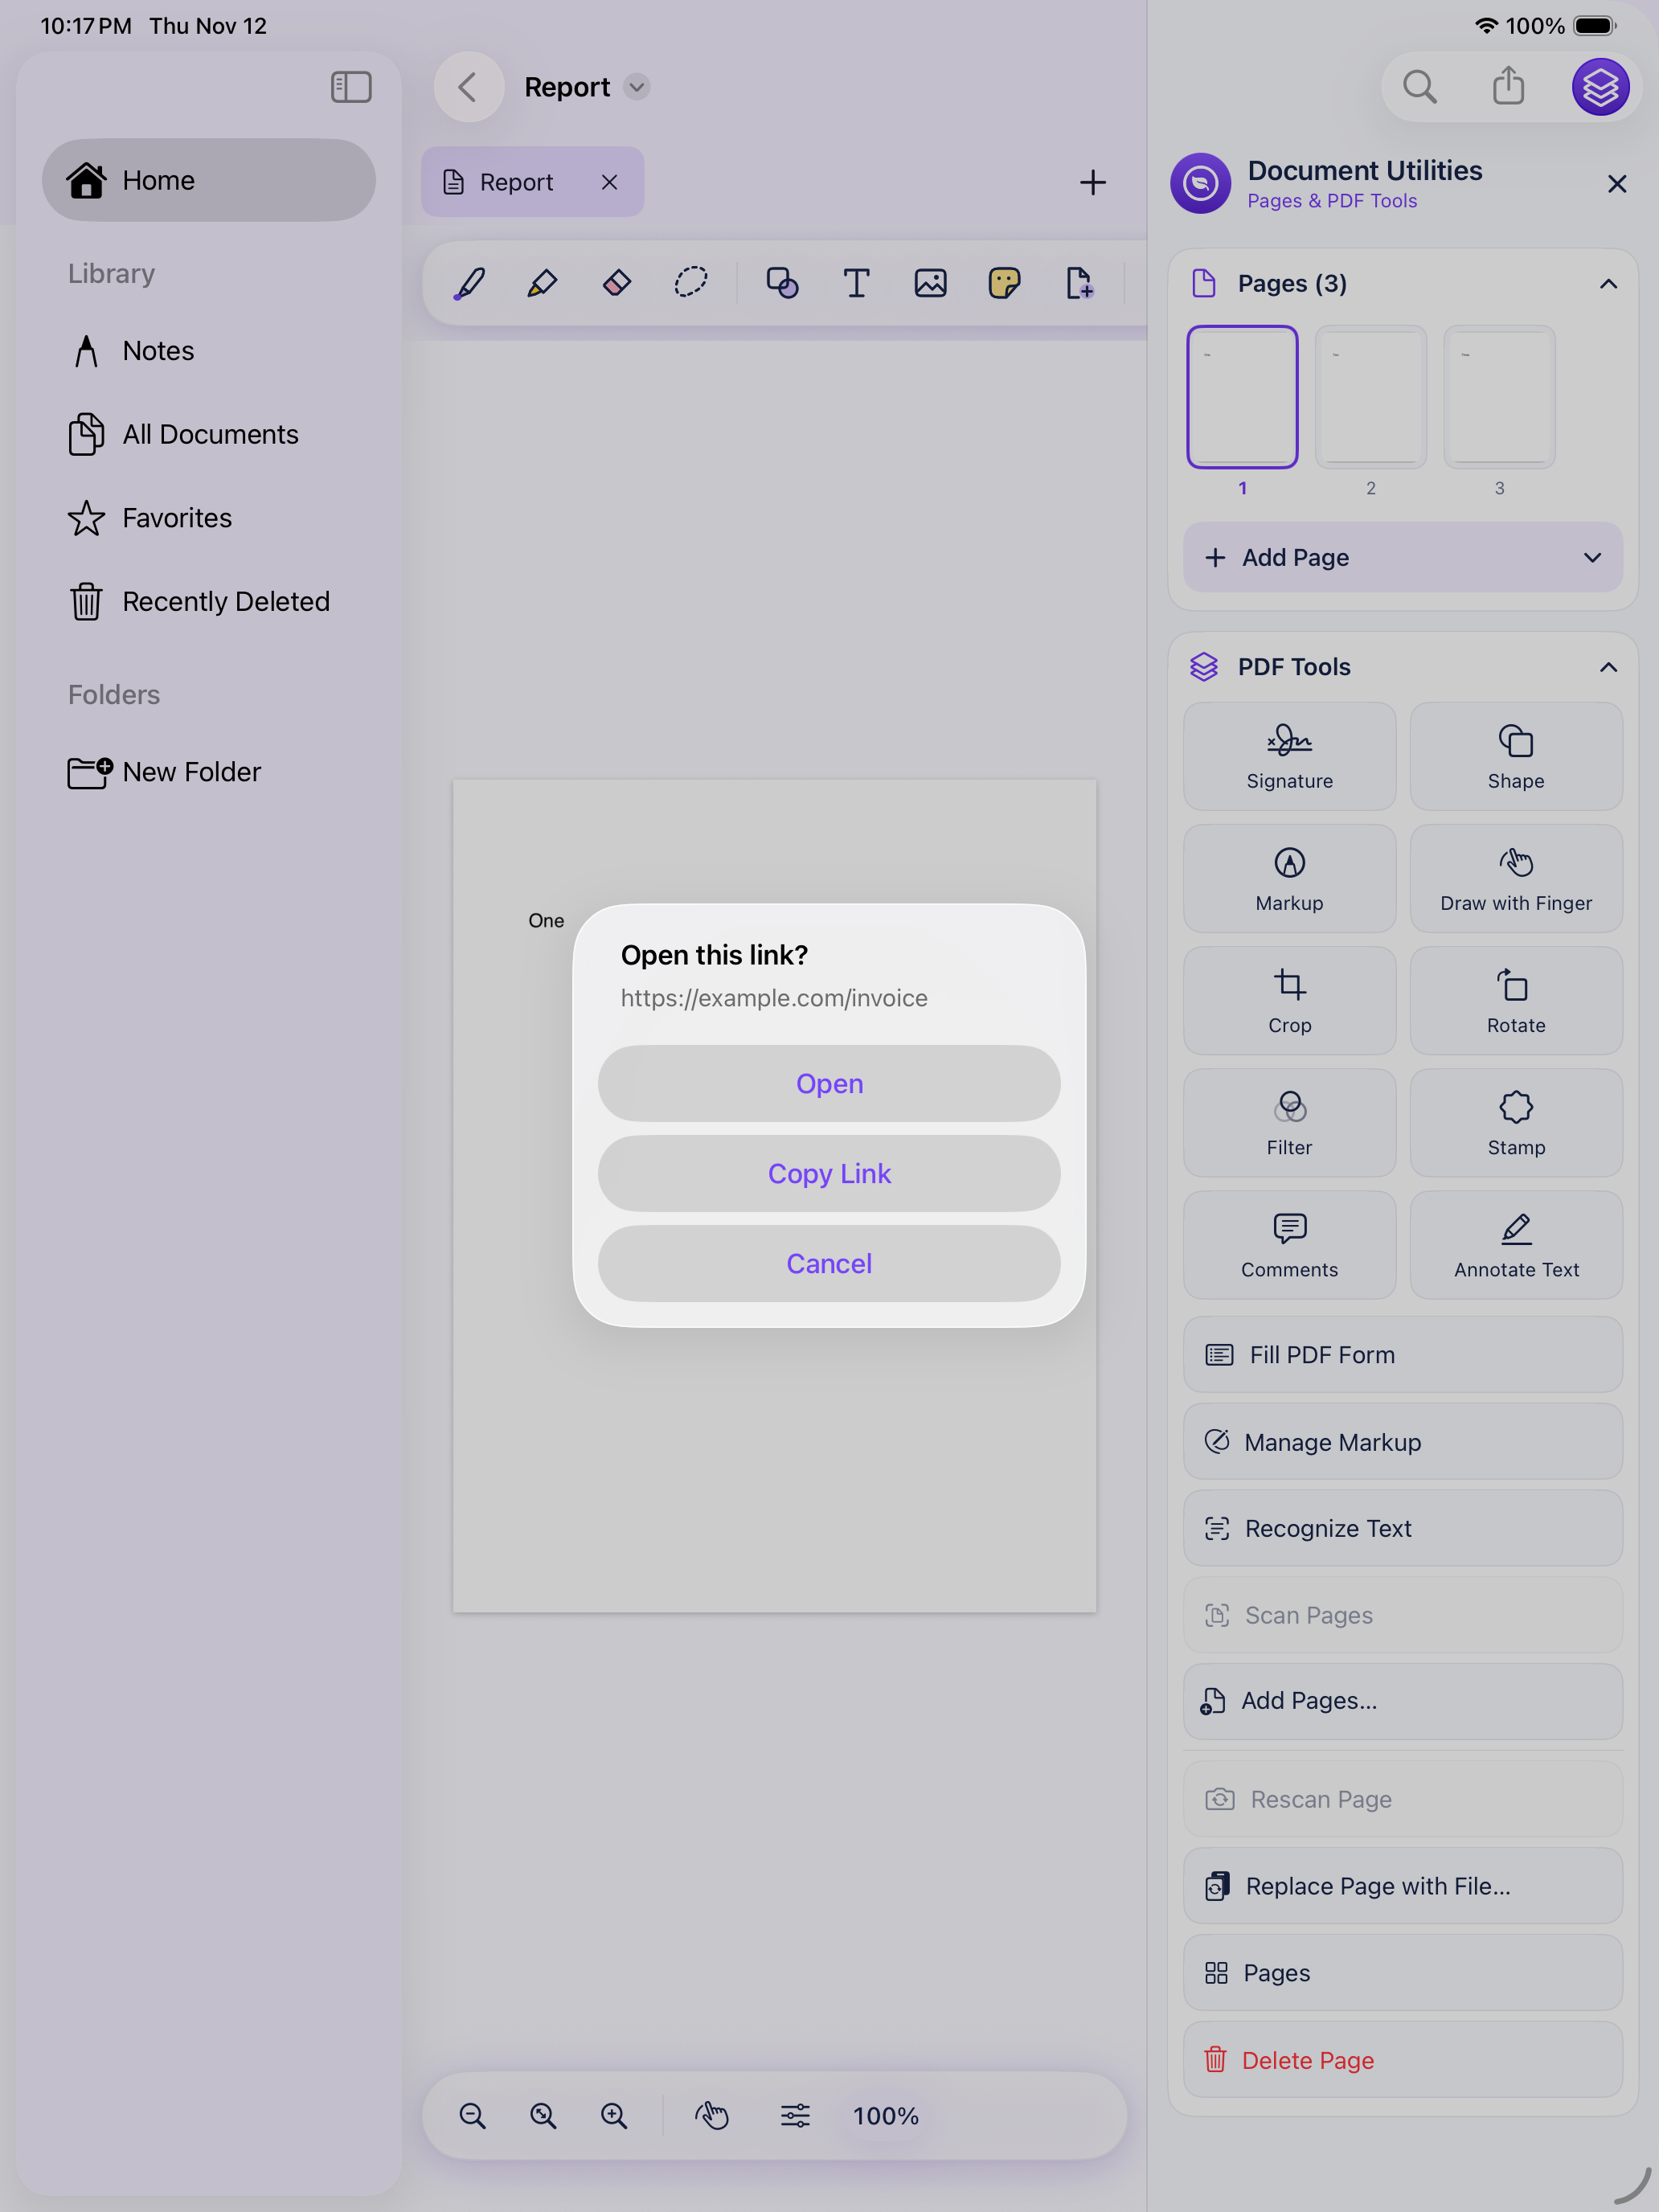 10:17 PM Thu Nov 12
100%
Home
Library
Notes
All Documents
Favorites
Recently Deleted
Folders
New Folder
Report
Report
One
Open this link?
https://example.com/invoice
Open
Copy Link
Cancel
100%
Document Utilities
Pages & PDF Tools
Pages (3)
1 2 3
Add Page
PDF Tools
Signature
Shape
Markup
Draw with Finger
Crop
Rotate
Filter
Stamp
Comments
Annotate Text
Fill PDF Form
Manage Markup
Recognize Text
Scan Pages
Add Pages...
Rescan Page
Replace Page with File...
Pages
Delete Page